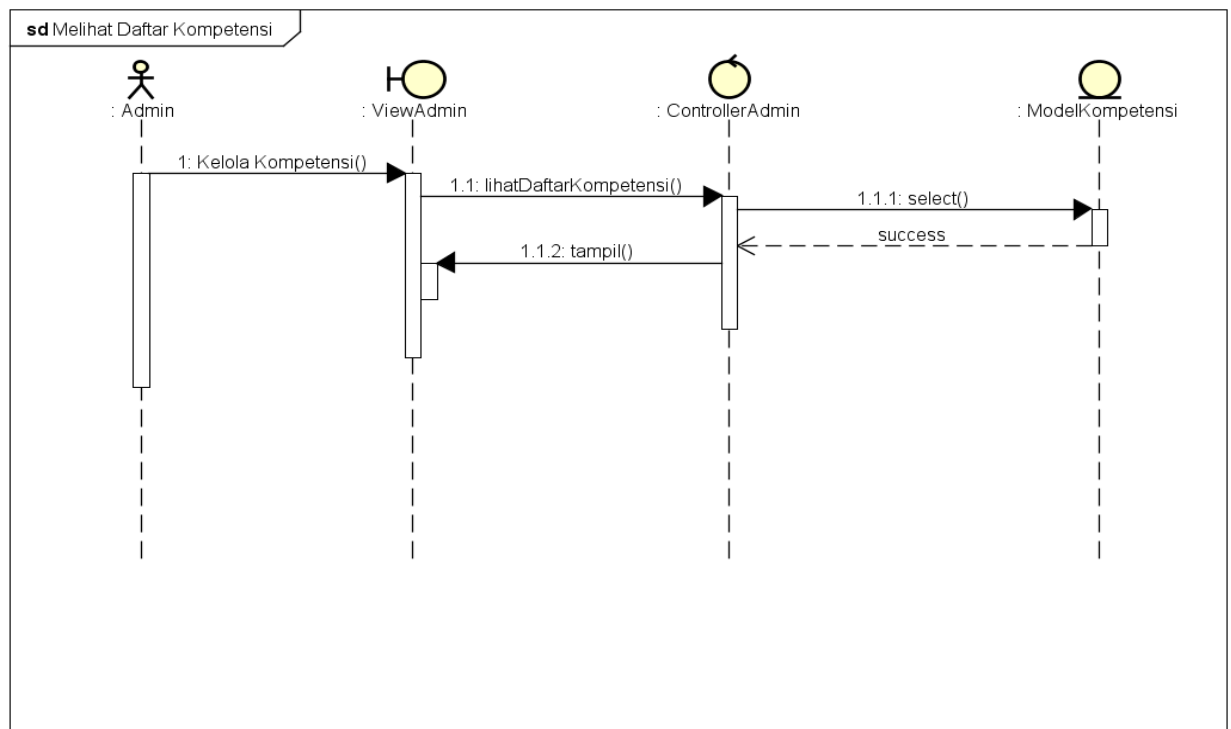 sd Melihat Daftar Kompetensi
: Admin
: ViewAdmin
: ControllerAdmin
: ModelKompetensi
1: Kelola Kompetensi()
1.1: lihatDaftarKompetensi()
1.1.1: select()
success
1.1.2: tampil()